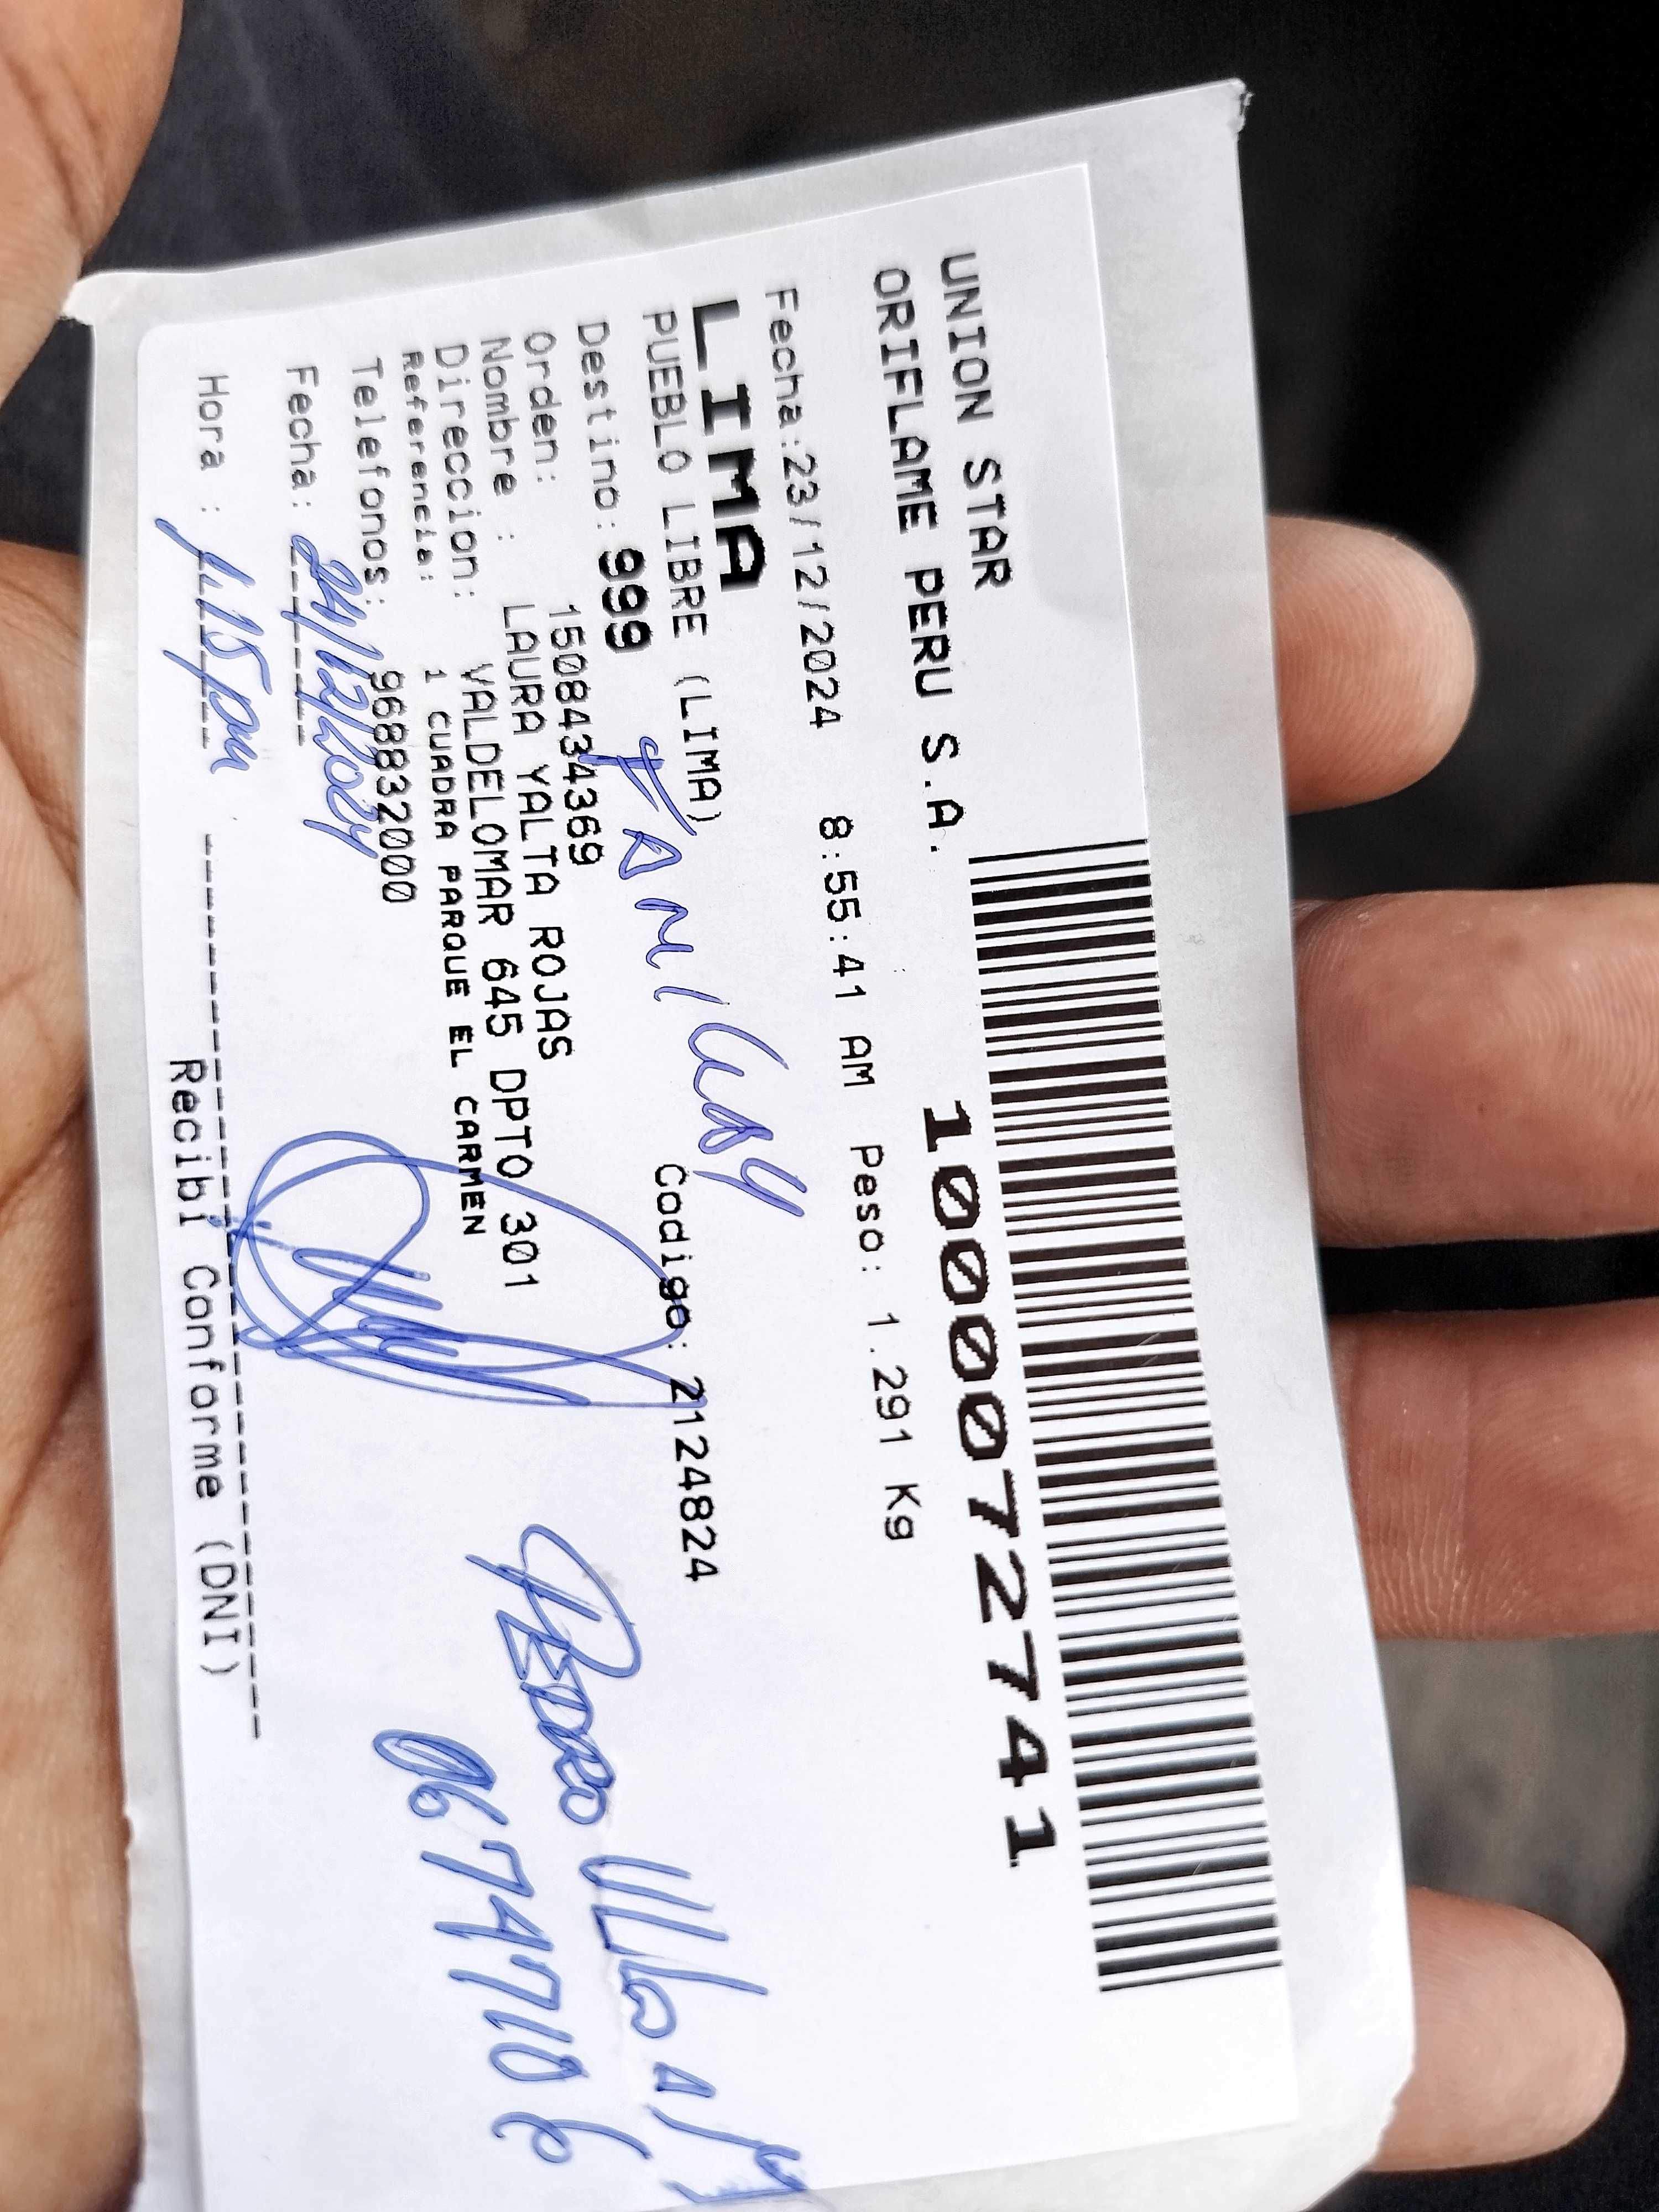 UNION STAR
ORIFLAME PERU S.A.
1000072741
Fecha:23/12/2024 8:55:41 AM Peso: 1.291 Kg
LIMA
PUEBLO LIBRE (LIMA)
Destino: 999 Codigo: 2124824
Orden: 1508434369
Nombre : LAURA YALTA ROJAS
Direccion: VALDELOMAR 645 DPTO 301
Referencia: 1 CUADRA PARQUE EL CARMEN
Telefonos: 968832000
Fecha: 24/12/2024
Hora : 1.15pm
Recibi Conforme (DNI)
PEDRO